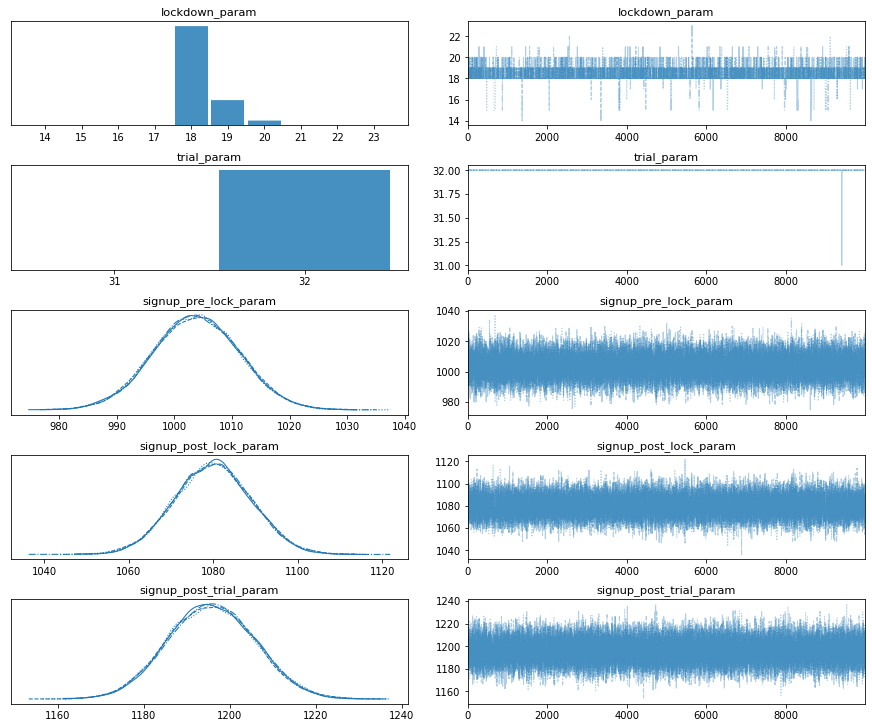 lockdown_param
14 15 16 17 18 19 20 21 22 23
lockdown_param
22
20
18
16
14
0 2000 4000 6000 8000
trial_param
31 32
trial_param
32.00
31.75
31.50
31.25
31.00
0 2000 4000 6000 8000
signup_pre_lock_param
980 990 1000 1010 1020 1030 1040
signup_pre_lock_param
1040
1020
1000
980
0 2000 4000 6000 8000
signup_post_lock_param
1040 1060 1080 1100 1120
signup_post_lock_param
1120
1100
1080
1060
1040
0 2000 4000 6000 8000
signup_post_trial_param
1160 1180 1200 1220 1240
signup_post_trial_param
1240
1220
1200
1180
1160
0 2000 4000 6000 8000